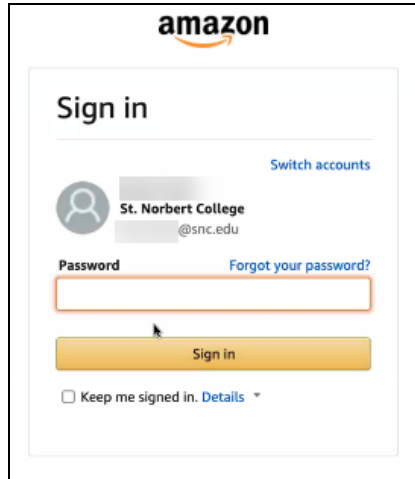 amazon
Sign in
Switch accounts
St. Norbert College
@snc.edu
Password Forgot your password?
Sign in
Keep me signed in. Details